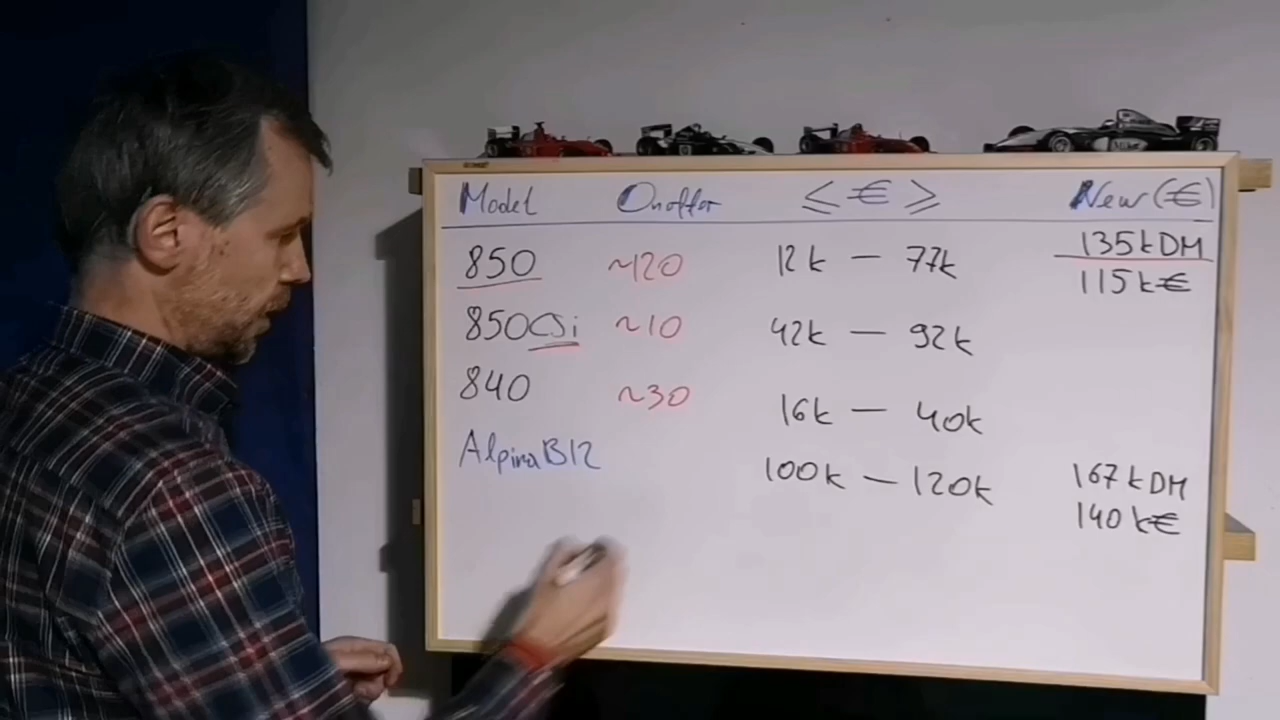 Model Onoffer < € > New (€)
850 ~120 12k — 77k 135kDM
115k€
850CSi ~10 42k — 92k
840 ~30 16k — 40k
AlpinaB12 100k — 120k 167kDM
140k€